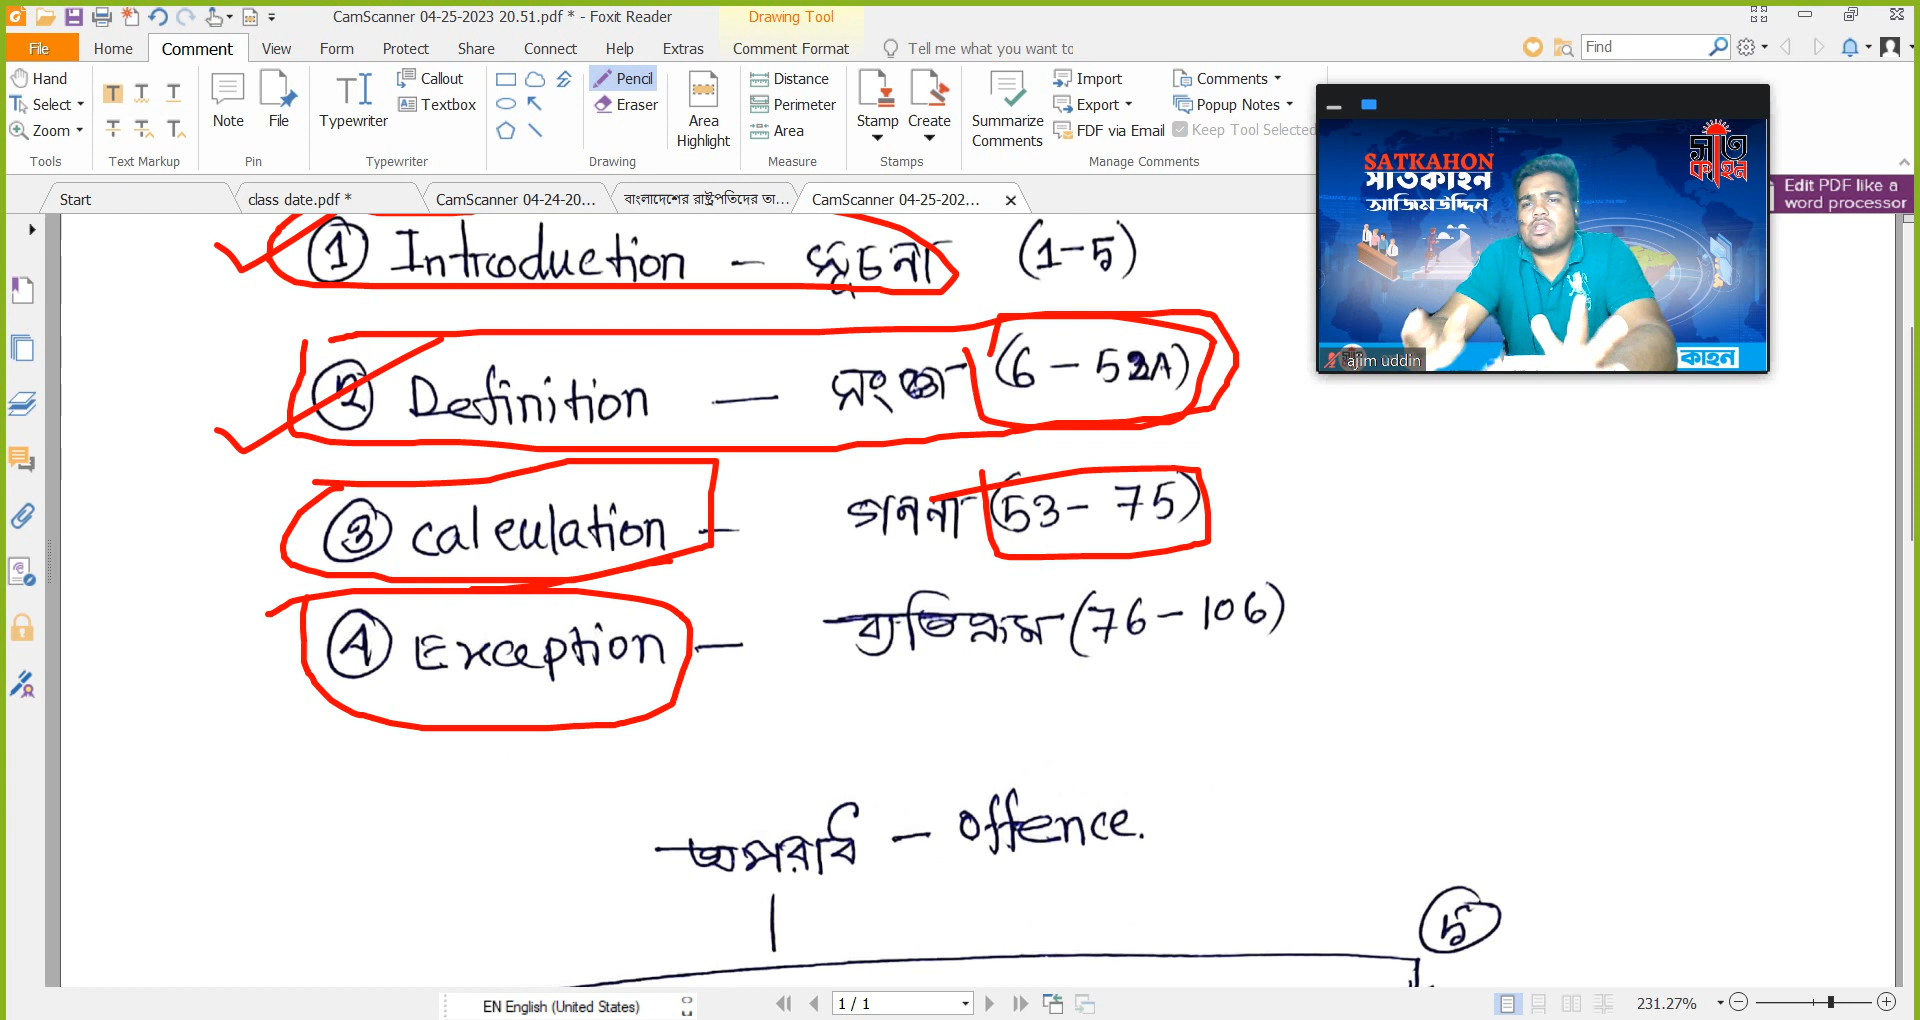 CamScanner 04-25-2023 20.51.pdf * - Foxit Reader
Drawing Tool
File Home Comment View Form Protect Share Connect Help Extras Comment Format Tell me what you want to Find
Hand
Select
Zoom
Tools
Text Markup
Note
File
Pin
Typewriter
Typewriter
Callout
Textbox
Pencil
Eraser
Drawing
Area Highlight
Distance
Perimeter
Area
Measure
Stamp
Create
Stamps
Summarize Comments
Import
Export
FDF via Email
Comments
Popup Notes
Keep Tool Selected
Manage Comments
Start
class date.pdf *
CamScanner 04-24-20...
বাংলাদেশের রাষ্ট্রপতিদের তা...
CamScanner 04-25-202...
Edit PDF like a
word processor
SATKAHON
সাতকাহন
আজিমউদ্দিন
সাত
কাহন
ajim uddin
কাহন
① Introduction - সূচনা (1-5)
② Definition — সংজ্ঞা (6 - 52A)
③ calculation - গননা (53 - 75)
④ Exception - ব্যতিক্রম (76 - 106)
অপরাধ - offence.
৮
EN English (United States)
1 / 1
231.27%